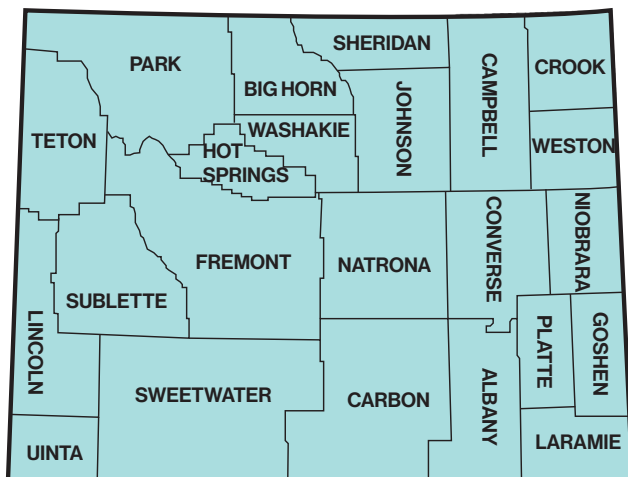 SHERIDAN
PARK
CROOK
CAMPBELL
BIG HORN
JOHNSON
WASHAKIE
TETON
HOT
SPRINGS
WESTON
NIOBRARA
CONVERSE
FREMONT
NATRONA
SUBLETTE
LINCOLN
PLATTE
GOSHEN
SWEETWATER
CARBON
ALBANY
LARAMIE
UINTA